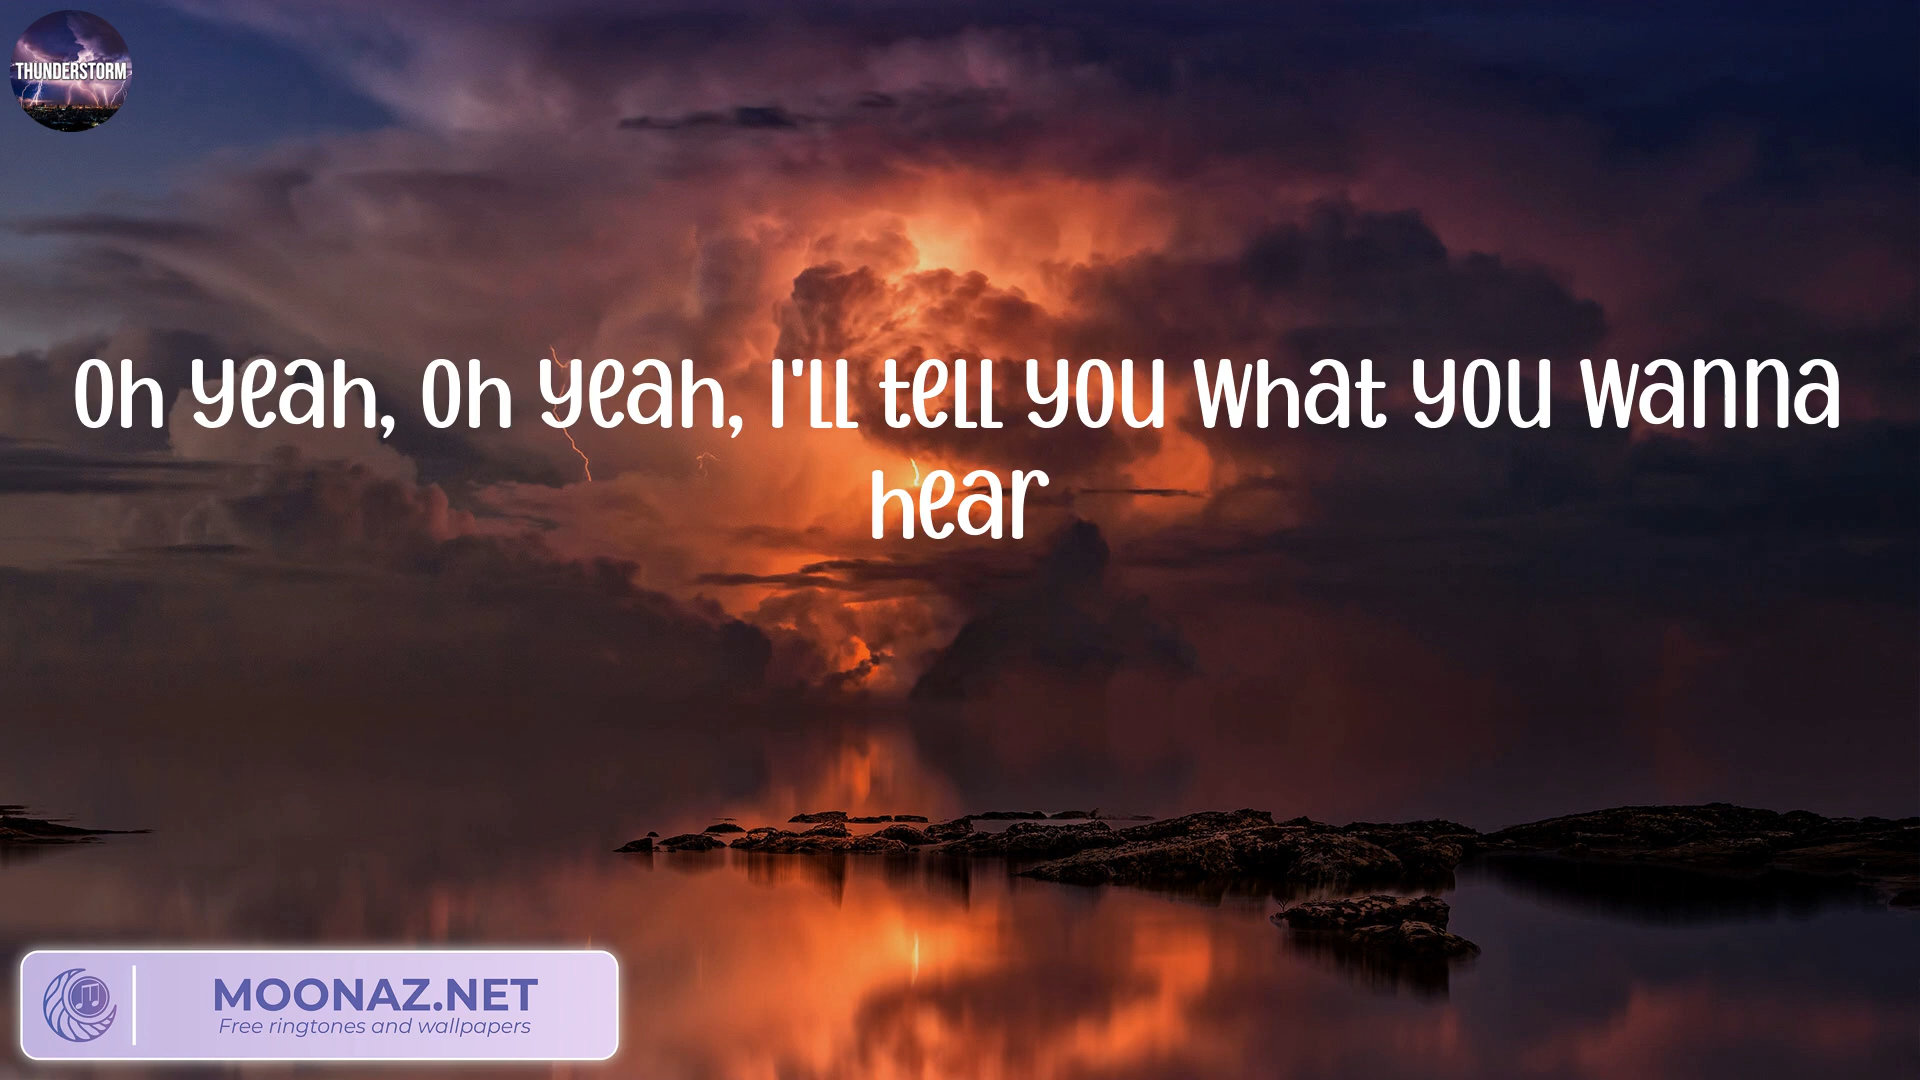 THUNDERSTORM
Oh yeah, Oh yeah, I'll tell you what you wanna
hear
MOONAZ.NET
Free ringtones and wallpapers